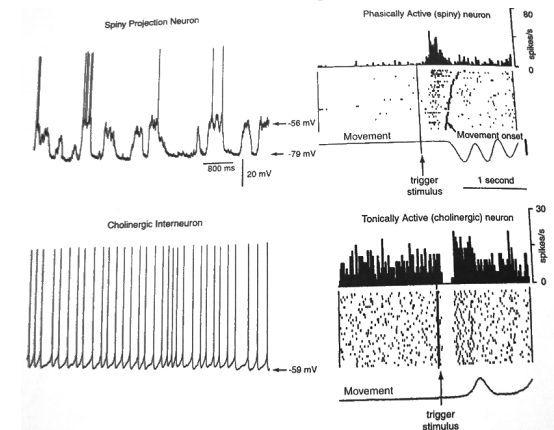 Spiny Projection Neuron
-56 mV
-79 mV
800 ms
20 mV
Phasically Active (spiny) neuron
80
spikes/s
0
Movement
Movement onset
trigger
stimulus
1 second
Cholinergic Interneuron
-59 mV
Tonically Active (cholinergic) neuron
30
spikes/s
0
Movement
trigger
stimulus